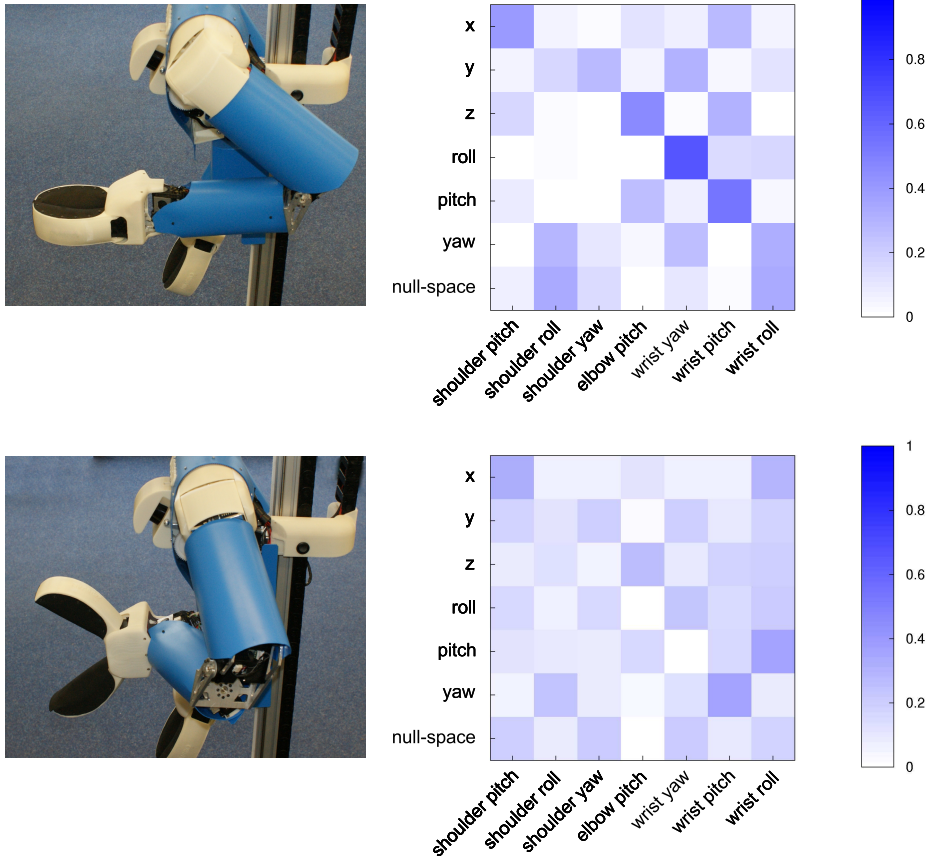 x
y
z
roll
pitch
yaw
null-space
shoulder pitch
shoulder roll
shoulder yaw
elbow pitch
wrist yaw
wrist pitch
wrist roll
0.8
0.6
0.4
0.2
0
x
y
z
roll
pitch
yaw
null-space
shoulder pitch
shoulder roll
shoulder yaw
elbow pitch
wrist yaw
wrist pitch
wrist roll
1
0.8
0.6
0.4
0.2
0